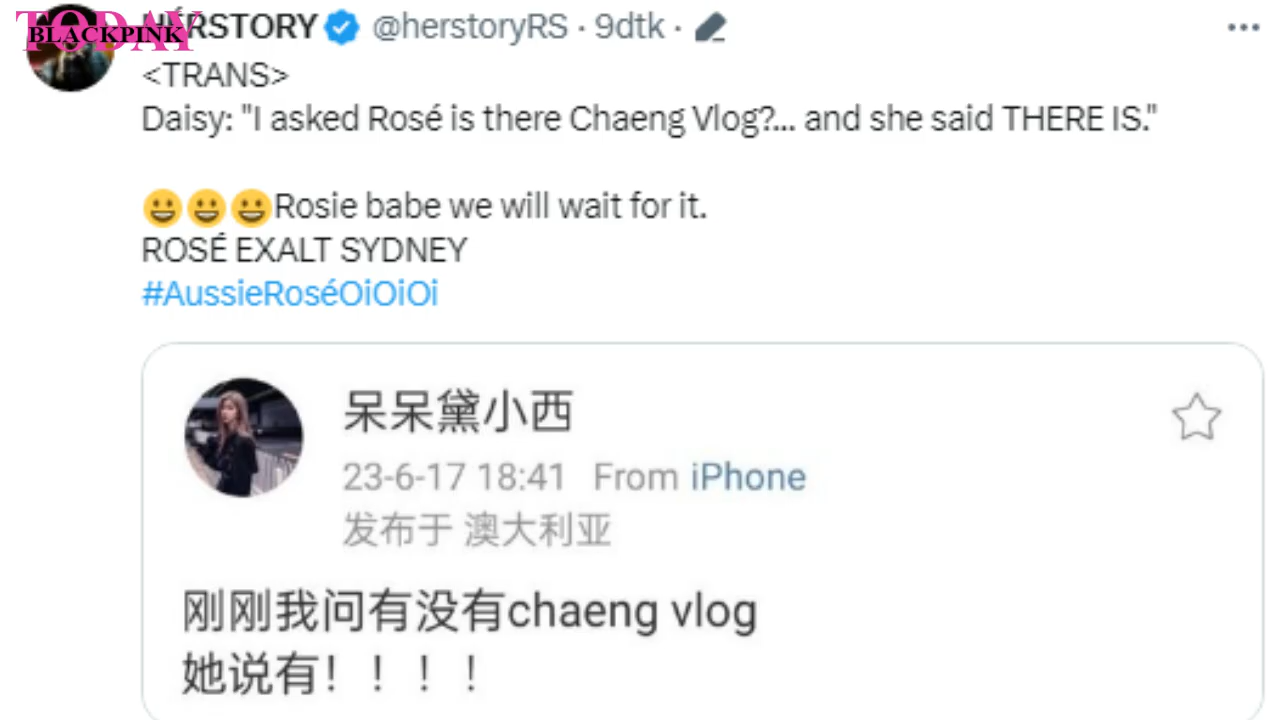 TODAY
BLACKPINK
HÉRSTORY @herstoryRS · 9dtk ·
<TRANS>
Daisy: "I asked Rosé is there Chaeng Vlog?... and she said THERE IS."
😀😀😀Rosie babe we will wait for it.
ROSÉ EXALT SYDNEY
#AussieRoséOiOiOi
呆呆黛小西
23-6-17 18:41 From iPhone
发布于 澳大利亚
刚刚我问有没有chaeng vlog
她说有！！！！